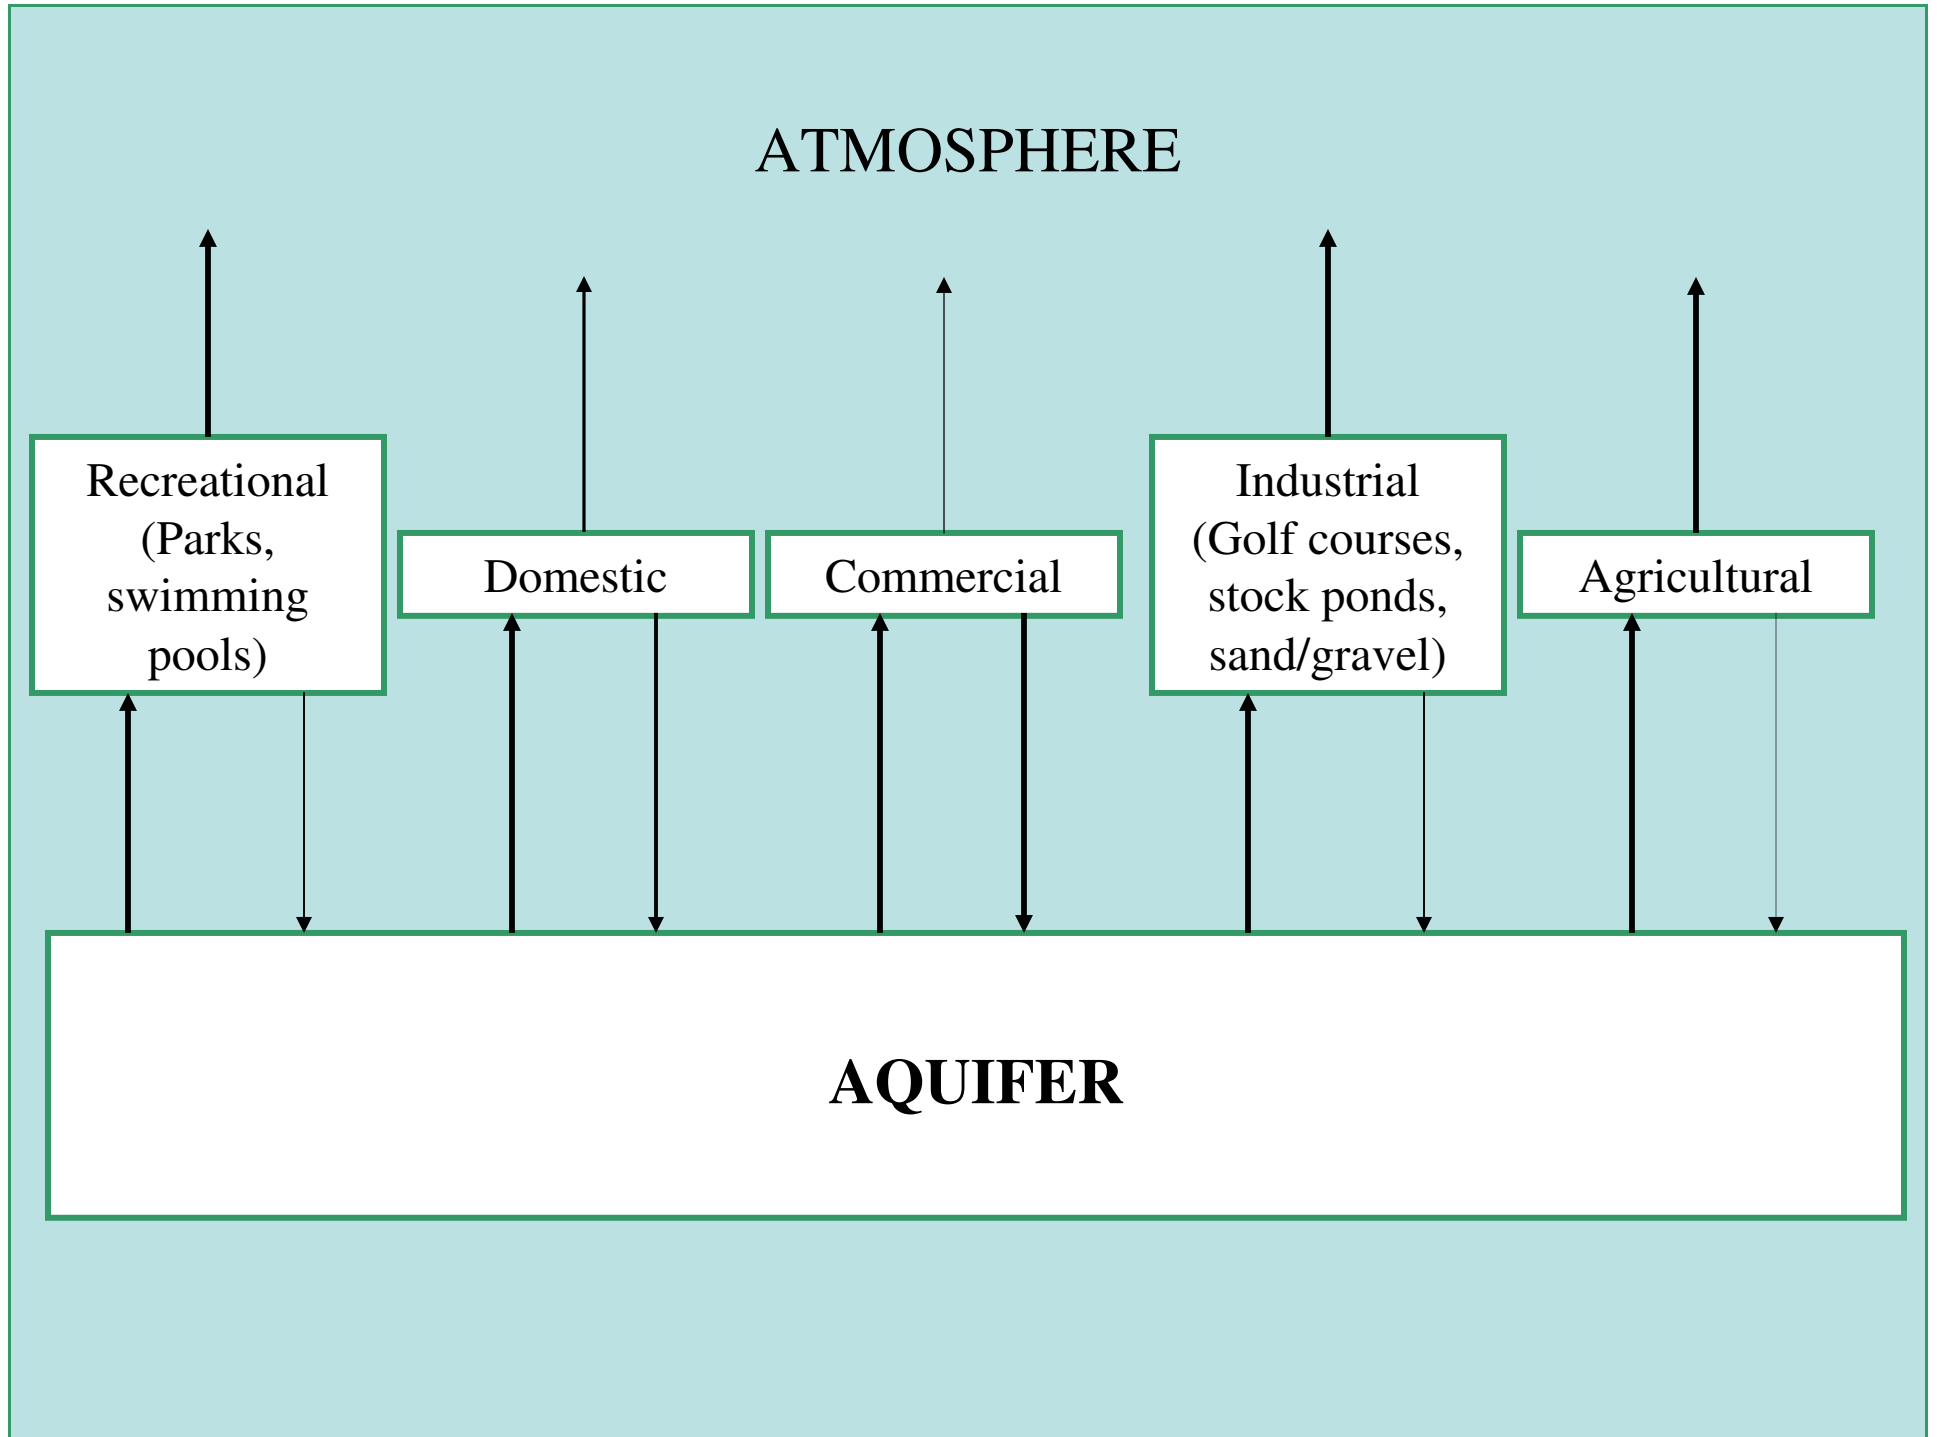 ATMOSPHERE
Recreational
(Parks,
swimming
pools)
Domestic
Commercial
Industrial
(Golf courses,
stock ponds,
sand/gravel)
Agricultural
AQUIFER